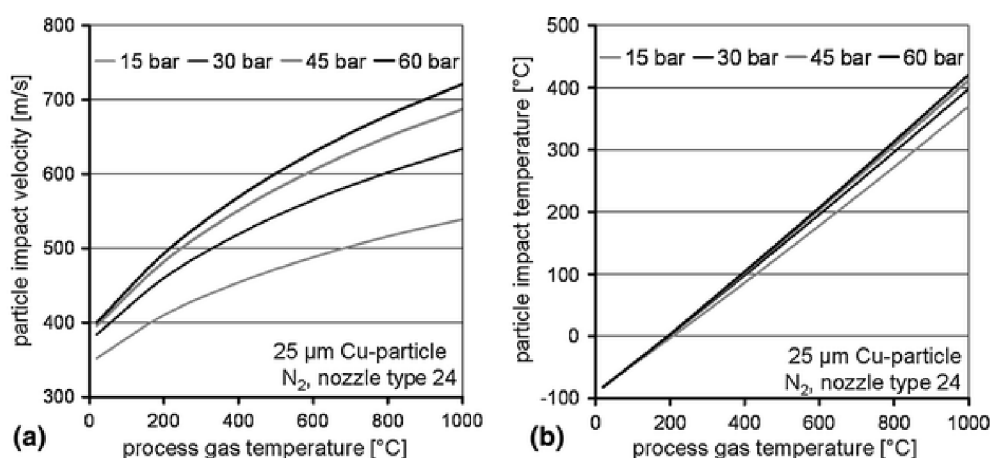 800
700
600
500
400
300
particle impact velocity [m/s]
15 bar 30 bar 45 bar 60 bar
25 µm Cu-particle
N₂, nozzle type 24
0 200 400 600 800 1000
(a) process gas temperature [°C]
500
400
300
200
100
0
-100
particle impact temperature [°C]
15 bar 30 bar 45 bar 60 bar
25 µm Cu-particle
N₂, nozzle type 24
0 200 400 600 800 1000
(b) process gas temperature [°C]